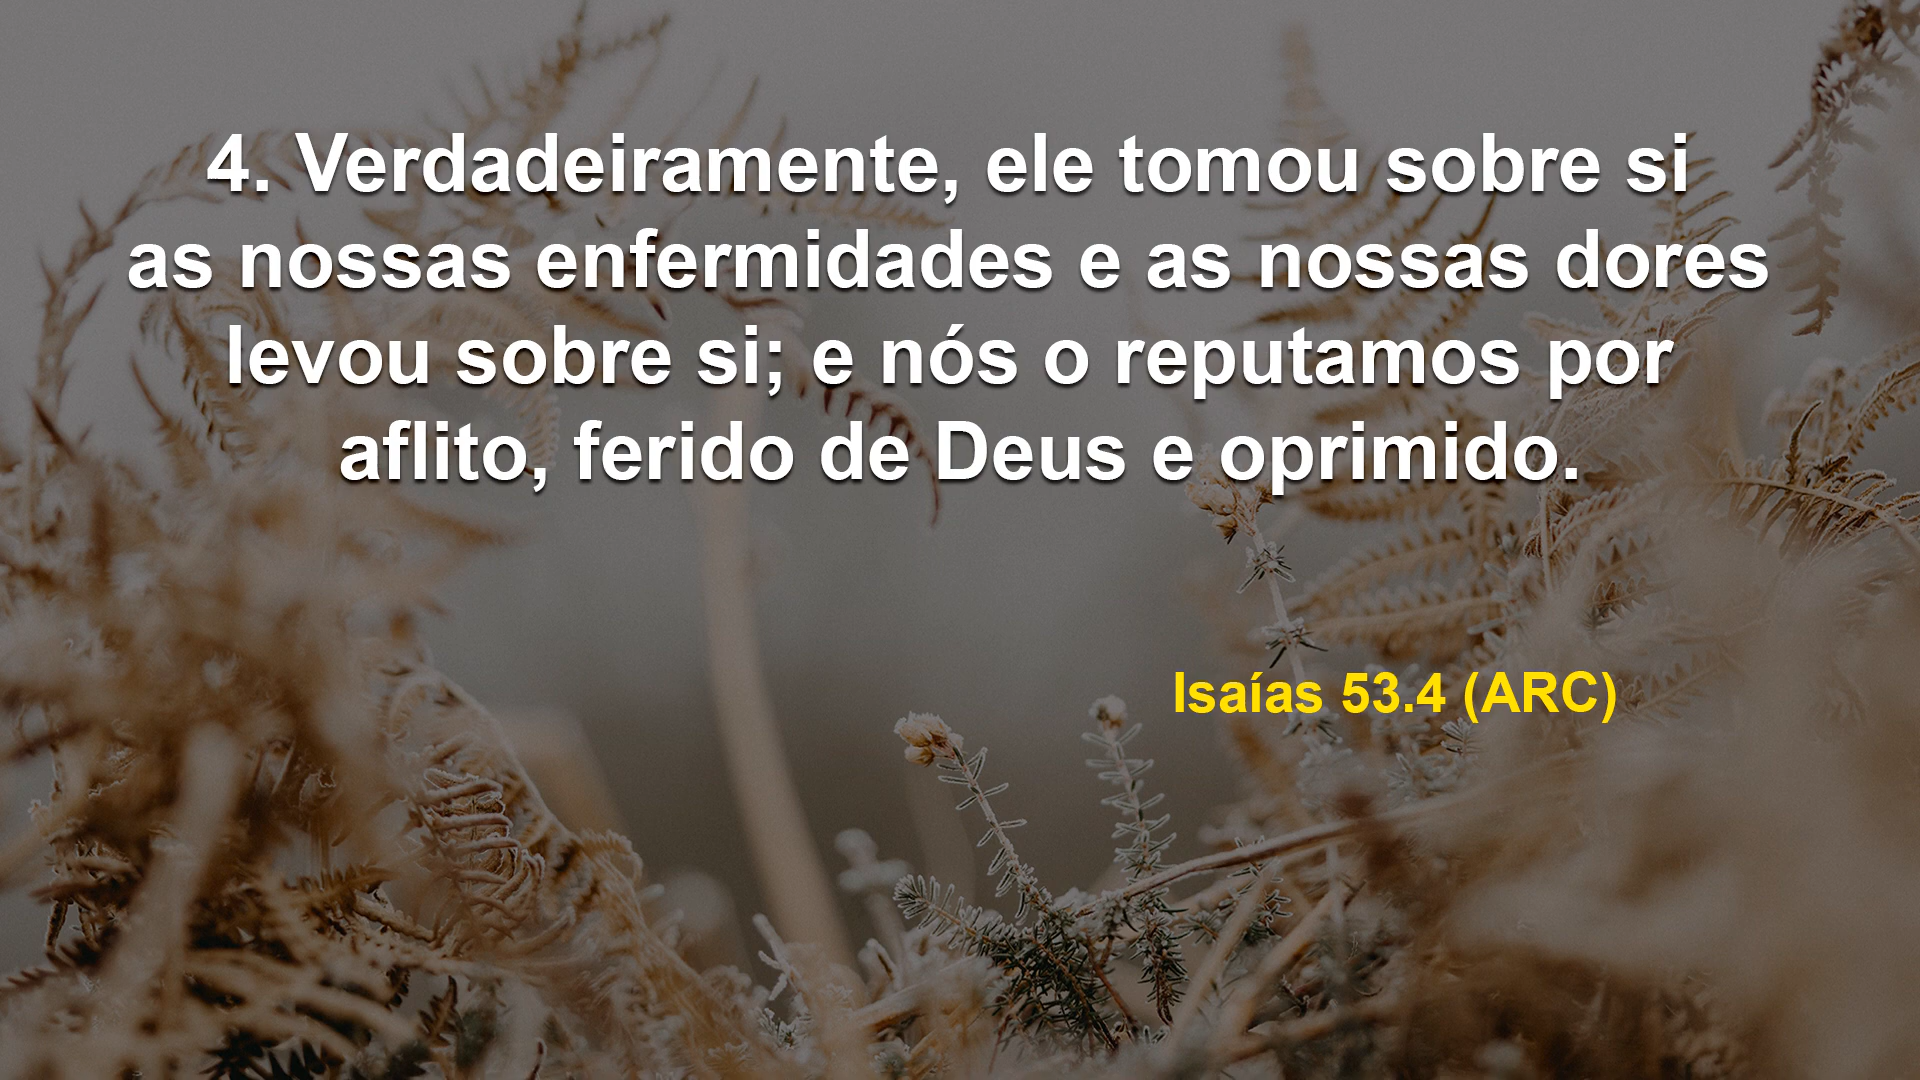 4. Verdadeiramente, ele tomou sobre si
as nossas enfermidades e as nossas dores
levou sobre si; e nós o reputamos por
aflito, ferido de Deus e oprimido.
Isaías 53.4 (ARC)